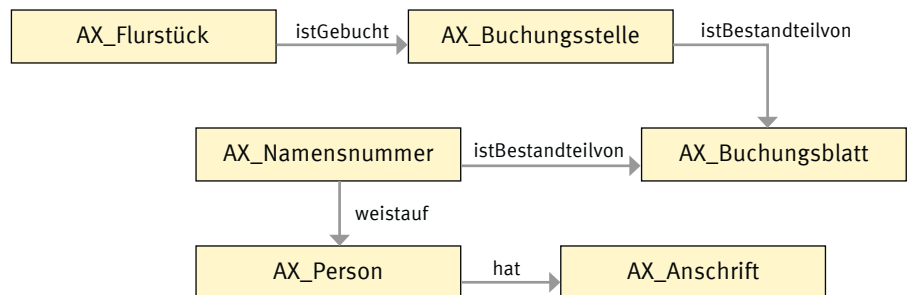 AX_Flurstück
istGebucht
AX_Buchungsstelle
istBestandteilvon
AX_Namensnummer
istBestandteilvon
AX_Buchungsblatt
weistauf
AX_Person
hat
AX_Anschrift